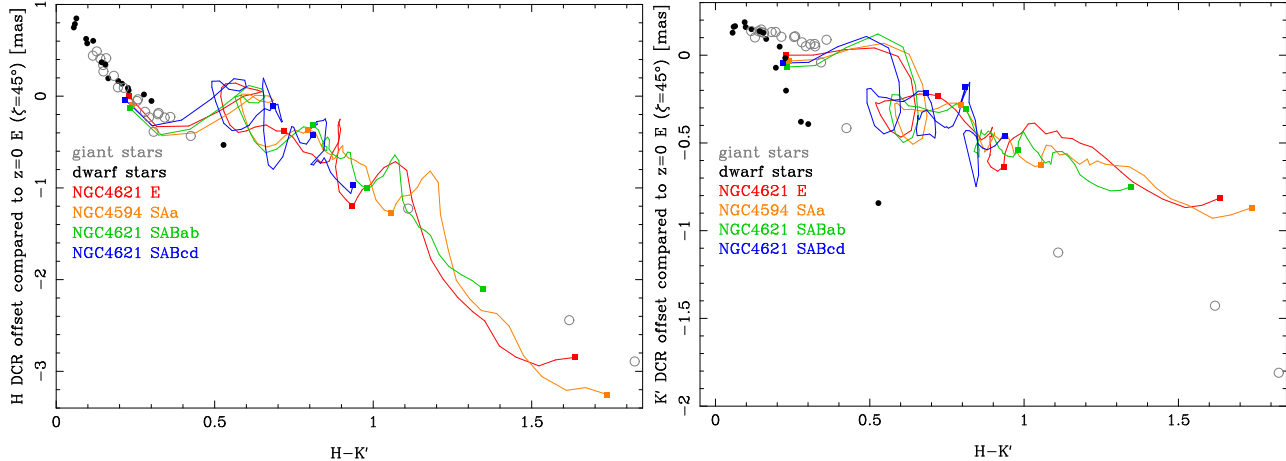 H DCR offset compared to z=0 E (ζ=45°) [mas]
1
0
−1
−2
−3
giant stars
dwarf stars
NGC4621 E
NGC4594 SAa
NGC4621 SABab
NGC4621 SABcd
0
0.5
1
1.5
H−K′
K′ DCR offset compared to z=0 E (ζ=45°) [mas]
0
−0.5
−1
−1.5
−2
giant stars
dwarf stars
NGC4621 E
NGC4594 SAa
NGC4621 SABab
NGC4621 SABcd
0
0.5
1
1.5
H−K′